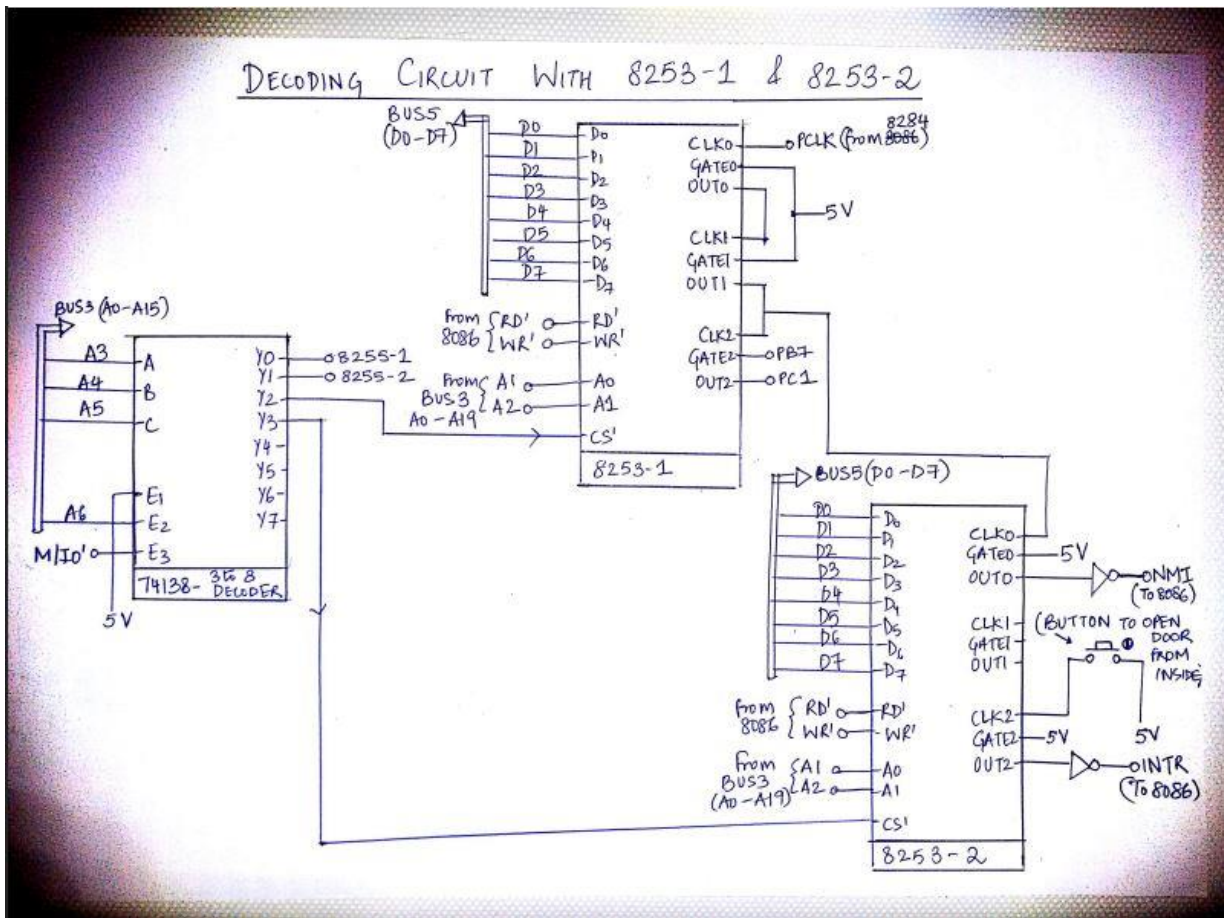 DECODING CIRCUIT WITH 8253-1 & 8253-2
BUS5
(D0-D7)
D0
D1
D2
D3
D4
D5
D6
D7
D0
D1
D2
D3
D4
D5
D6
D7
from
8086
RD'
WR'
RD'
WR'
From
BUS3
A0-A19
A1
A2
A0
A1
CS'
8253-1
CLK0
GATE0
OUT0
CLK1
GATE1
OUT1
CLK2
GATE2
OUT2
8284
PCLK (from 8086)
5V
PB7
PC1
BUS3 (A0-A15)
A3
A4
A5
A6
M/IO'
5V
A
B
C
E1
E2
E3
Y0
Y1
Y2
Y3
Y4
Y5
Y6
Y7
8255-1
8255-2
74138- 3 to 8
DECODER
BUS5 (D0-D7)
D0
D1
D2
D3
D4
D5
D6
D7
D0
D1
D2
D3
D4
D5
D6
D7
from
8086
RD'
WR'
RD'
WR'
from
BUS3
(A0-A19)
A1
A2
A0
A1
CS'
8253-2
CLK0
GATE0
OUT0
CLK1
GATE1
OUT1
CLK2
GATE2
OUT2
5V
NMI
(To 8086)
(BUTTON TO OPEN
DOOR
FROM
INSIDE)
5V
5V
INTR
(To 8086)